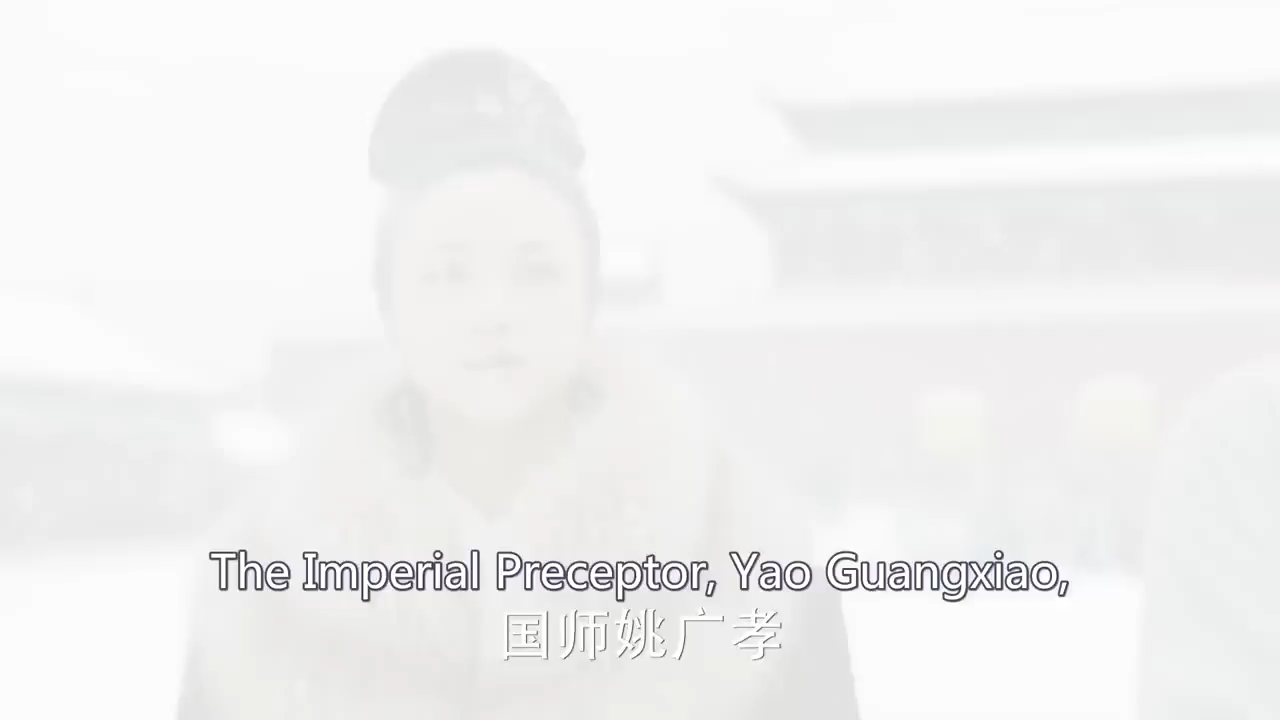 The Imperial Preceptor, Yao Guangxiao,
国师姚广孝